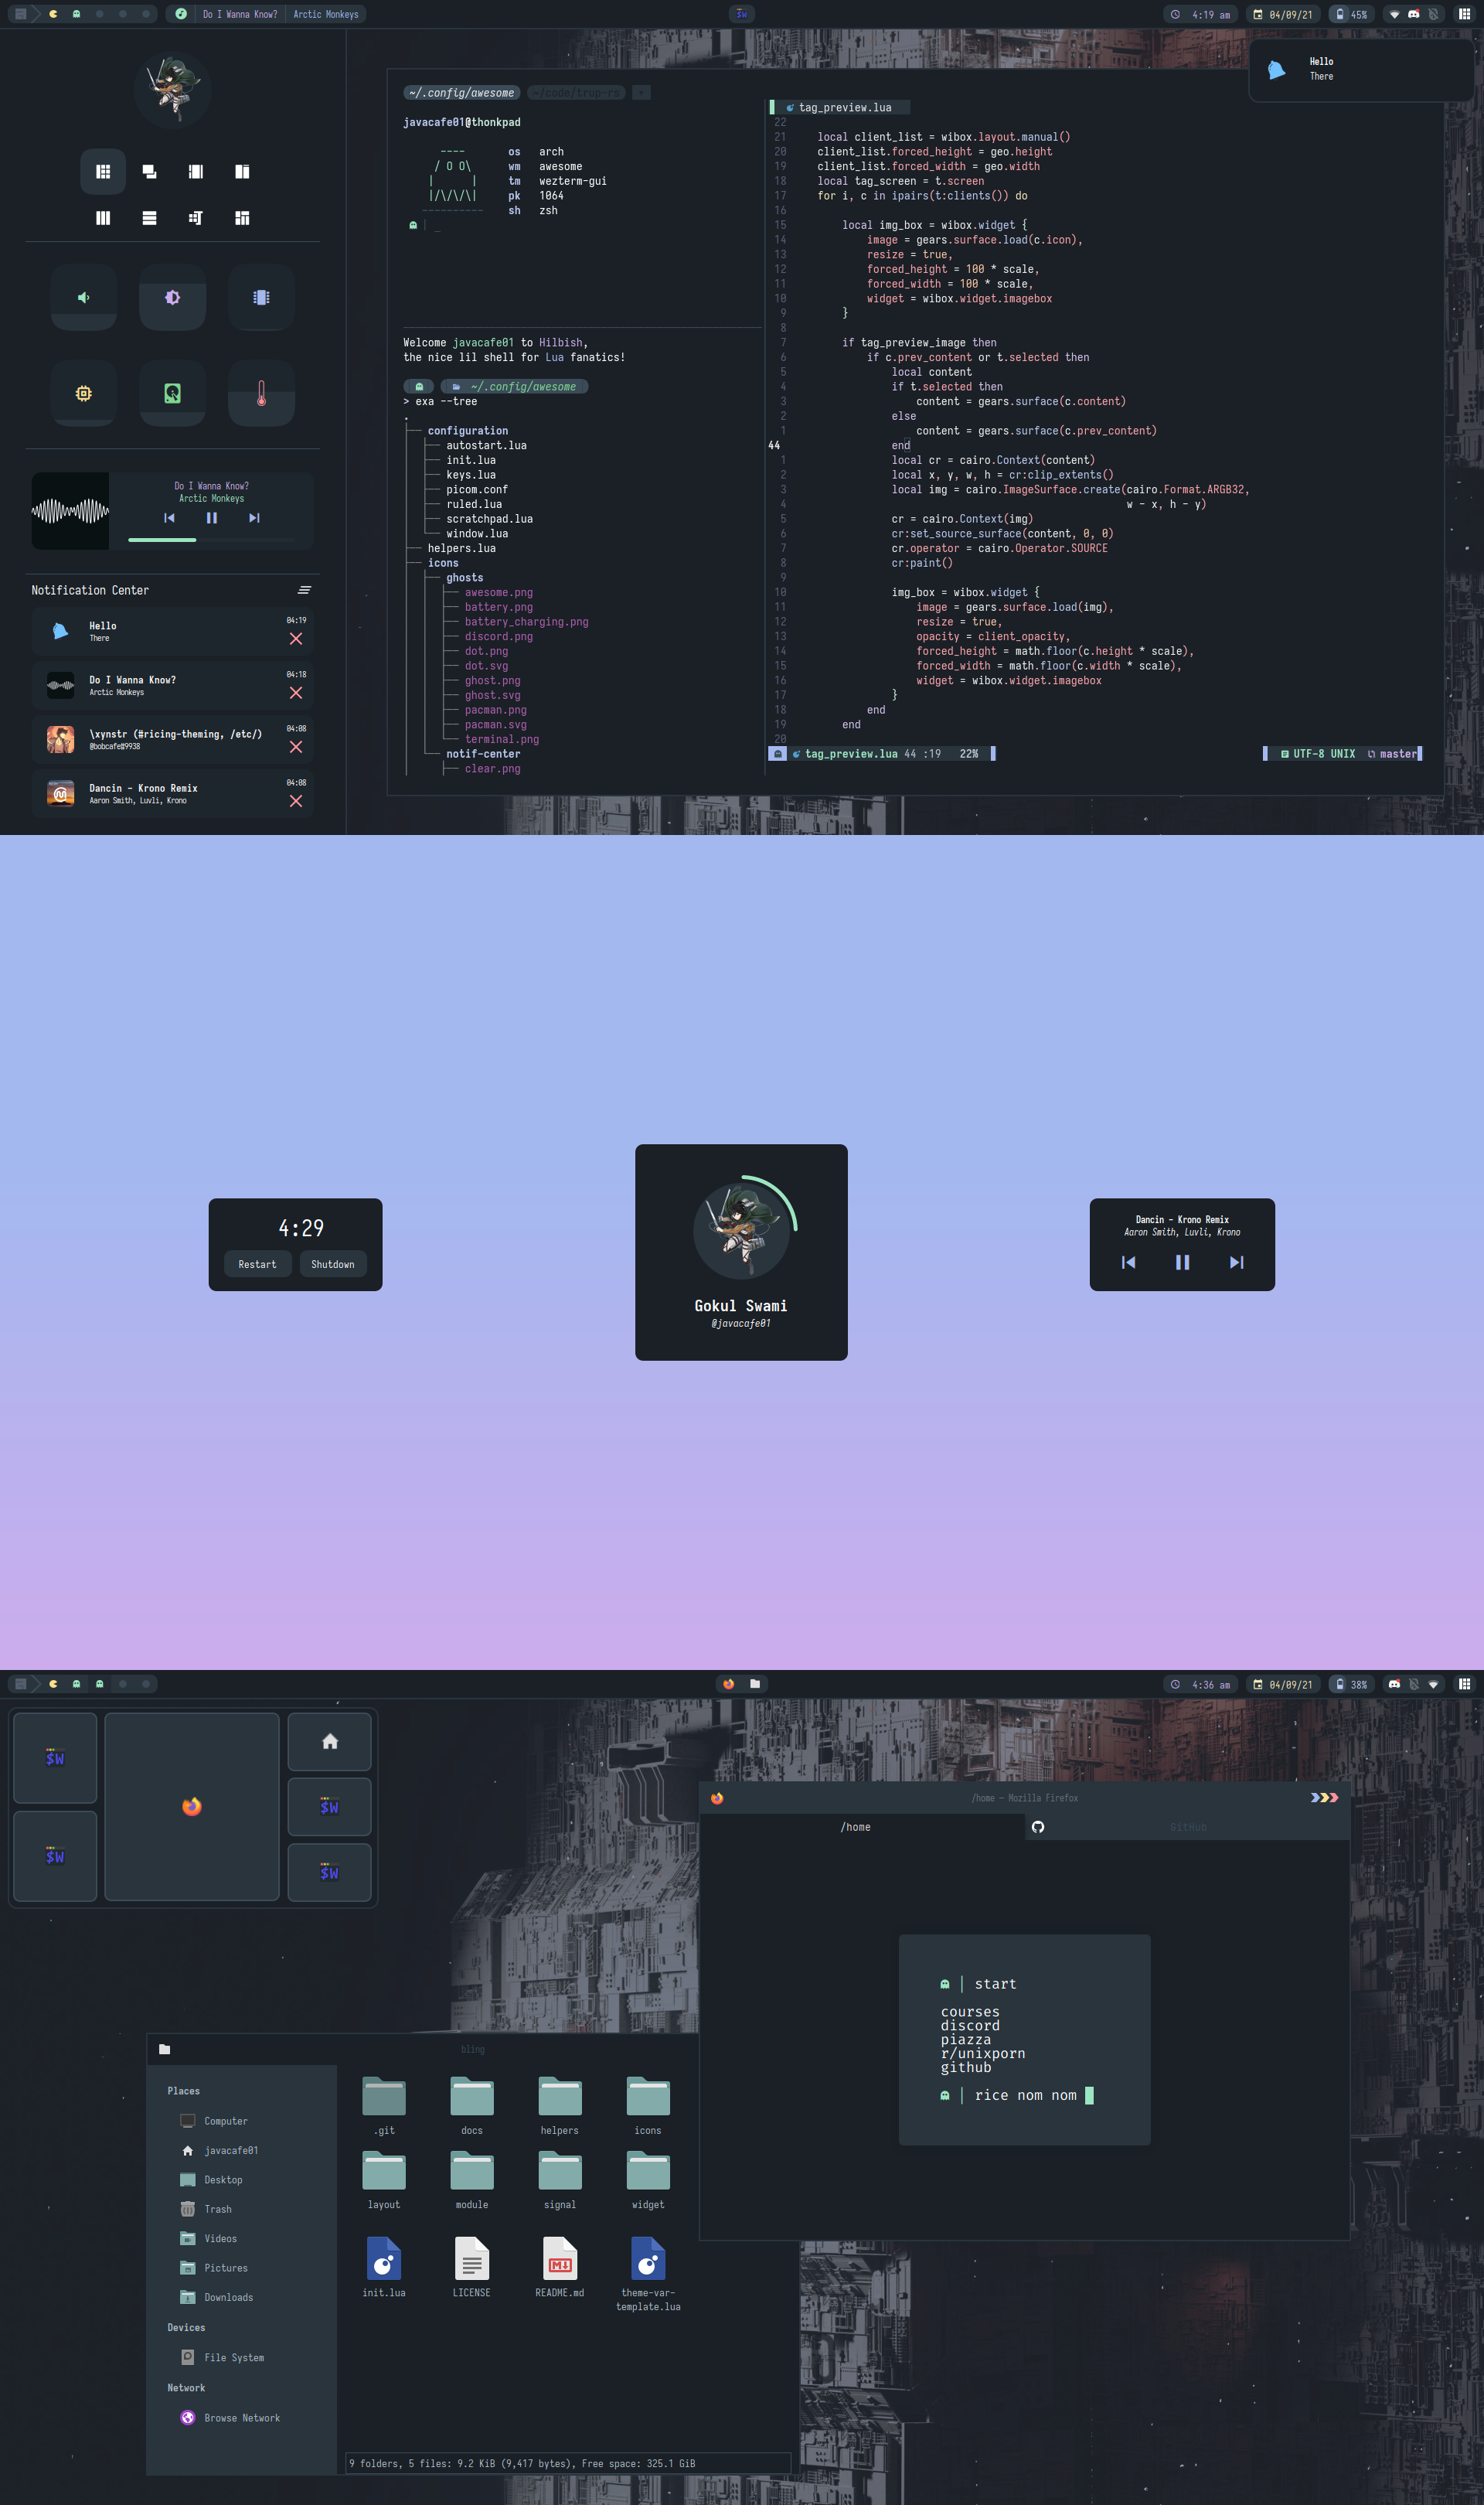 Do I Wanna Know? Arctic Monkeys
$W
4:19 am 04/09/21 45%
Hello
There
~/.config/awesome ~/code/trup-rs
javacafe01@thonkpad
----
/ O O\
| |
|/\/\/\|
----------
os arch
wm awesome
tm wezterm-gui
pk 1064
sh zsh
| _
Welcome javacafe01 to Hilbish,
the nice lil shell for Lua fanatics!
~/.config/awesome
> exa --tree
.
├── configuration
│ ├── autostart.lua
│ ├── init.lua
│ ├── keys.lua
│ ├── picom.conf
│ ├── ruled.lua
│ ├── scratchpad.lua
│ └── window.lua
├── helpers.lua
├── icons
│ ├── ghosts
│ │ ├── awesome.png
│ │ ├── battery.png
│ │ ├── battery_charging.png
│ │ ├── discord.png
│ │ ├── dot.png
│ │ ├── dot.svg
│ │ ├── ghost.png
│ │ ├── ghost.svg
│ │ ├── pacman.png
│ │ ├── pacman.svg
│ │ └── terminal.png
│ └── notif-center
│ ├── clear.png
tag_preview.lua
22
21 local client_list = wibox.layout.manual()
20 client_list.forced_height = geo.height
19 client_list.forced_width = geo.width
18 local tag_screen = t.screen
17 for i, c in ipairs(t:clients()) do
16
15 local img_box = wibox.widget {
14 image = gears.surface.load(c.icon),
13 resize = true,
12 forced_height = 100 * scale,
11 forced_width = 100 * scale,
10 widget = wibox.widget.imagebox
9 }
8
7 if tag_preview_image then
6 if c.prev_content or t.selected then
5 local content
4 if t.selected then
3 content = gears.surface(c.content)
2 else
1 content = gears.surface(c.prev_content)
44 end
1 local cr = cairo.Context(content)
2 local x, y, w, h = cr:clip_extents()
3 local img = cairo.ImageSurface.create(cairo.Format.ARGB32,
4 w - x, h - y)
5 cr = cairo.Context(img)
6 cr:set_source_surface(content, 0, 0)
7 cr.operator = cairo.Operator.SOURCE
8 cr:paint()
9
10 img_box = wibox.widget {
11 image = gears.surface.load(img),
12 resize = true,
13 opacity = client_opacity,
14 forced_height = math.floor(c.height * scale),
15 forced_width = math.floor(c.width * scale),
16 widget = wibox.widget.imagebox
17 }
18 end
19 end
20
tag_preview.lua 44 :19 22% UTF-8 UNIX master
Do I Wanna Know?
Arctic Monkeys
Notification Center
Hello 04:19
There
Do I Wanna Know? 04:18
Arctic Monkeys
\xynstr (#ricing-theming, /etc/) 04:08
@bobcafe#9938
Dancin - Krono Remix 04:08
Aaron Smith, Luvli, Krono
4:29
Restart Shutdown
Gokul Swami
@javacafe01
Dancin - Krono Remix
Aaron Smith, Luvli, Krono
4:36 am 04/09/21 38%
$W
$W
$W
$W
/home — Mozilla Firefox
/home GitHub
start
courses
discord
piazza
r/unixporn
github
rice nom nom
bling
Places
Computer
javacafe01
Desktop
Trash
Videos
Pictures
Downloads
Devices
File System
Network
Browse Network
.git docs helpers icons
layout module signal widget
init.lua LICENSE README.md theme-var-
template.lua
9 folders, 5 files: 9.2 KiB (9,417 bytes), Free space: 325.1 GiB